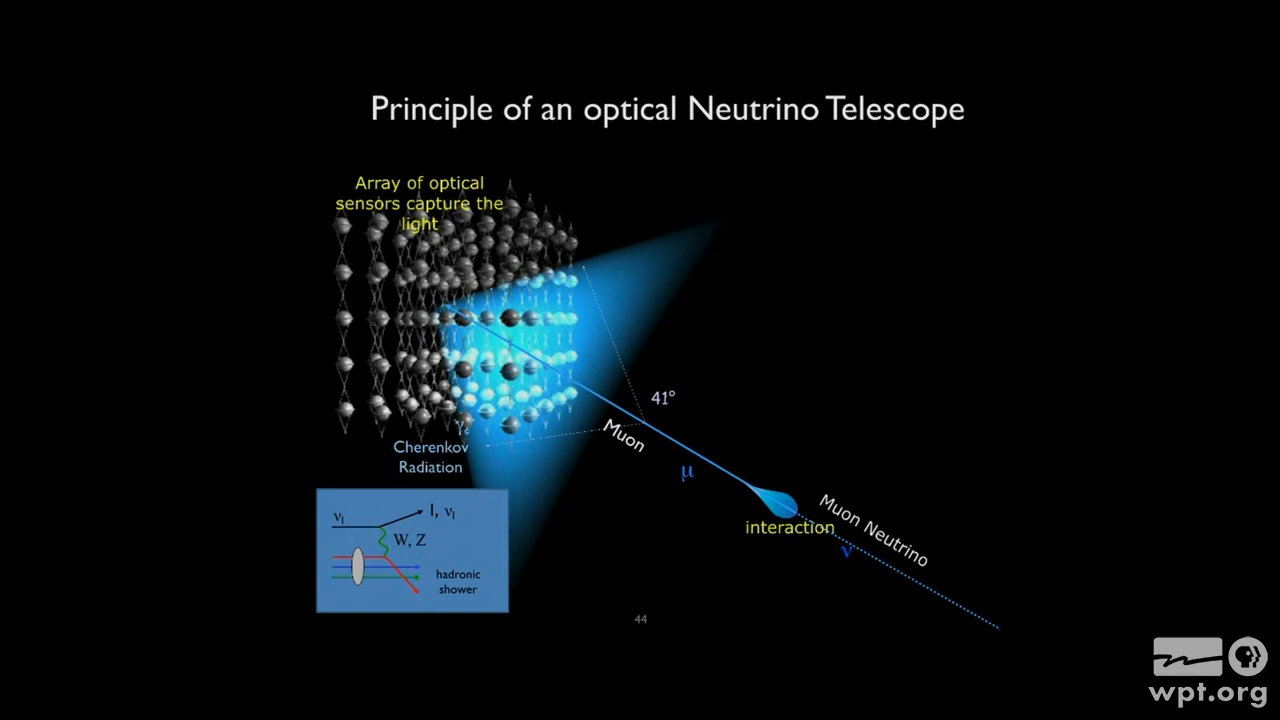 Principle of an optical Neutrino Telescope
Array of optical
sensors capture the
light
41°
Muon
μ
Cherenkov
Radiation
interaction
Muon Neutrino
ν
νl
l, νl
W, Z
hadronic
shower
44
wpt.org